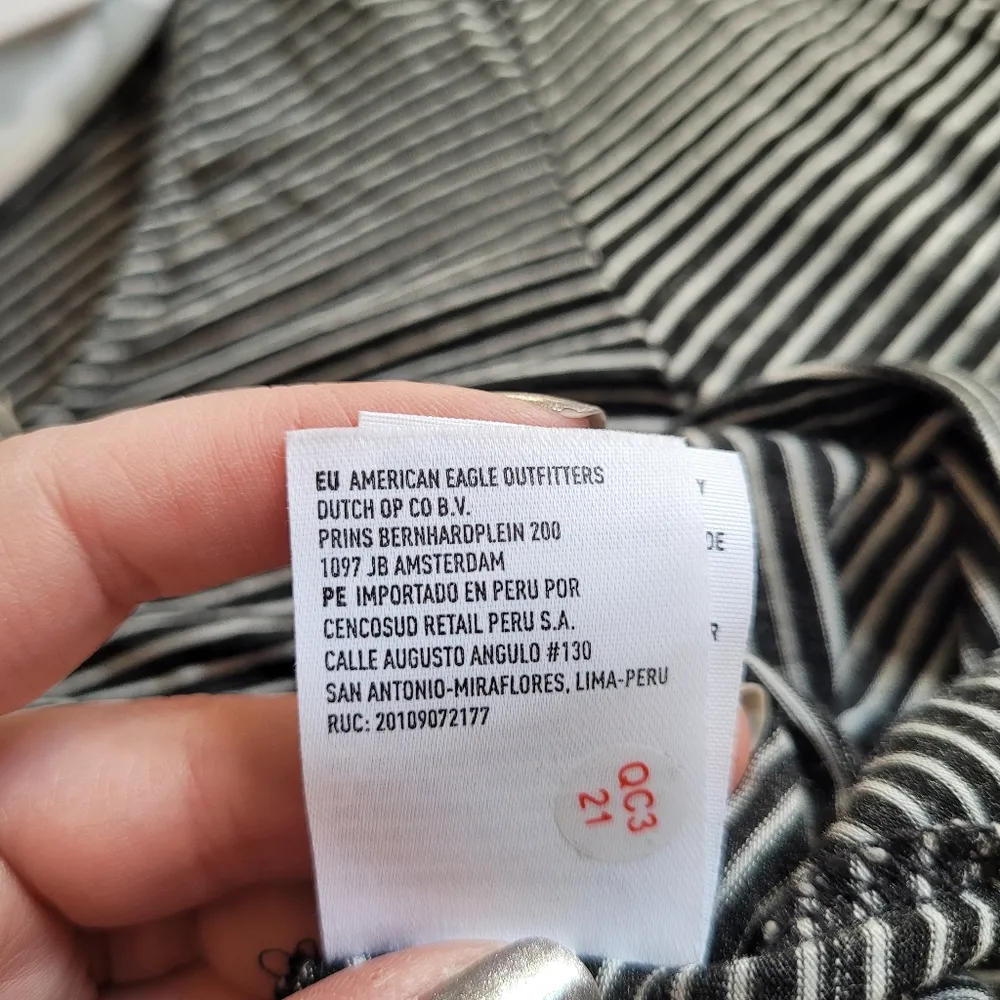 EU AMERICAN EAGLE OUTFITTERS
DUTCH OP CO B.V.
PRINS BERNHARDPLEIN 200
1097 JB AMSTERDAM
PE IMPORTADO EN PERU POR
CENCOSUD RETAIL PERU S.A.
CALLE AUGUSTO ANGULO #130
SAN ANTONIO-MIRAFLORES, LIMA-PERU
RUC: 20109072177
QC3
21
Y
DE
R